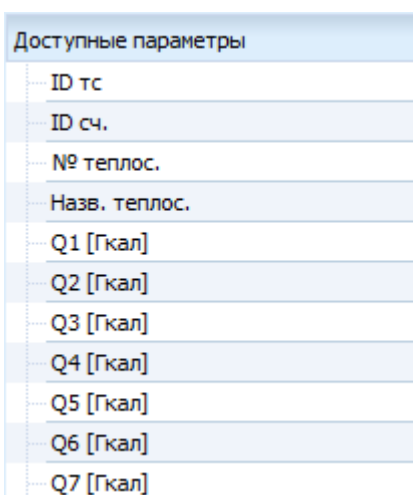 Доступные параметры
ID тс
ID сч.
№ теплос.
Назв. теплос.
Q1 [Гкал]
Q2 [Гкал]
Q3 [Гкал]
Q4 [Гкал]
Q5 [Гкал]
Q6 [Гкал]
Q7 [Гкал]